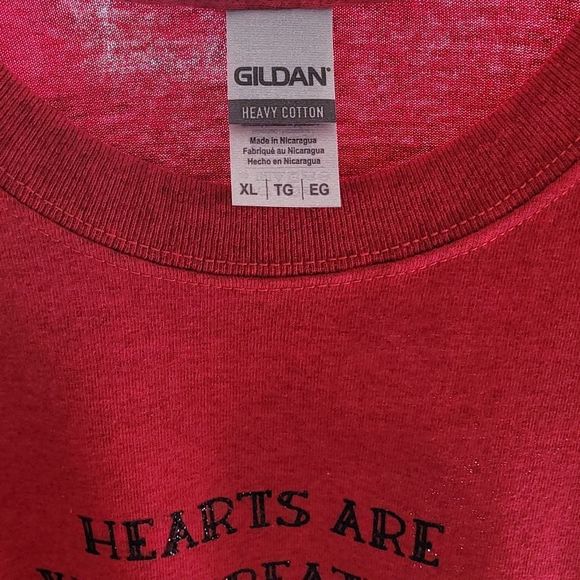 GILDAN®
HEAVY COTTON
Made in Nicaragua
Fabriqué au Nicaragua
Hecho en Nicaragua
XL | TG | EG
HEARTS ARE